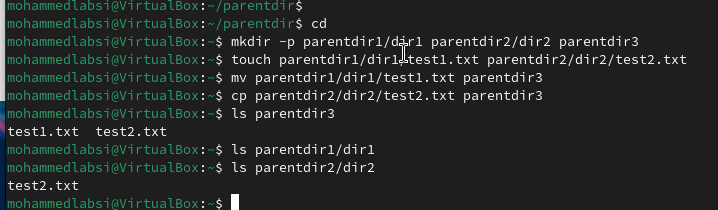 mohammedlabsi@VirtualBox:~/parentdir$
mohammedlabsi@VirtualBox:~/parentdir$ cd
mohammedlabsi@VirtualBox:~$ mkdir -p parentdir1/dir1 parentdir2/dir2 parentdir3
mohammedlabsi@VirtualBox:~$ touch parentdir1/dir1/test1.txt parentdir2/dir2/test2.txt
mohammedlabsi@VirtualBox:~$ mv parentdir1/dir1/test1.txt parentdir3
mohammedlabsi@VirtualBox:~$ cp parentdir2/dir2/test2.txt parentdir3
mohammedlabsi@VirtualBox:~$ ls parentdir3
test1.txt  test2.txt
mohammedlabsi@VirtualBox:~$ ls parentdir1/dir1
mohammedlabsi@VirtualBox:~$ ls parentdir2/dir2
test2.txt
mohammedlabsi@VirtualBox:~$